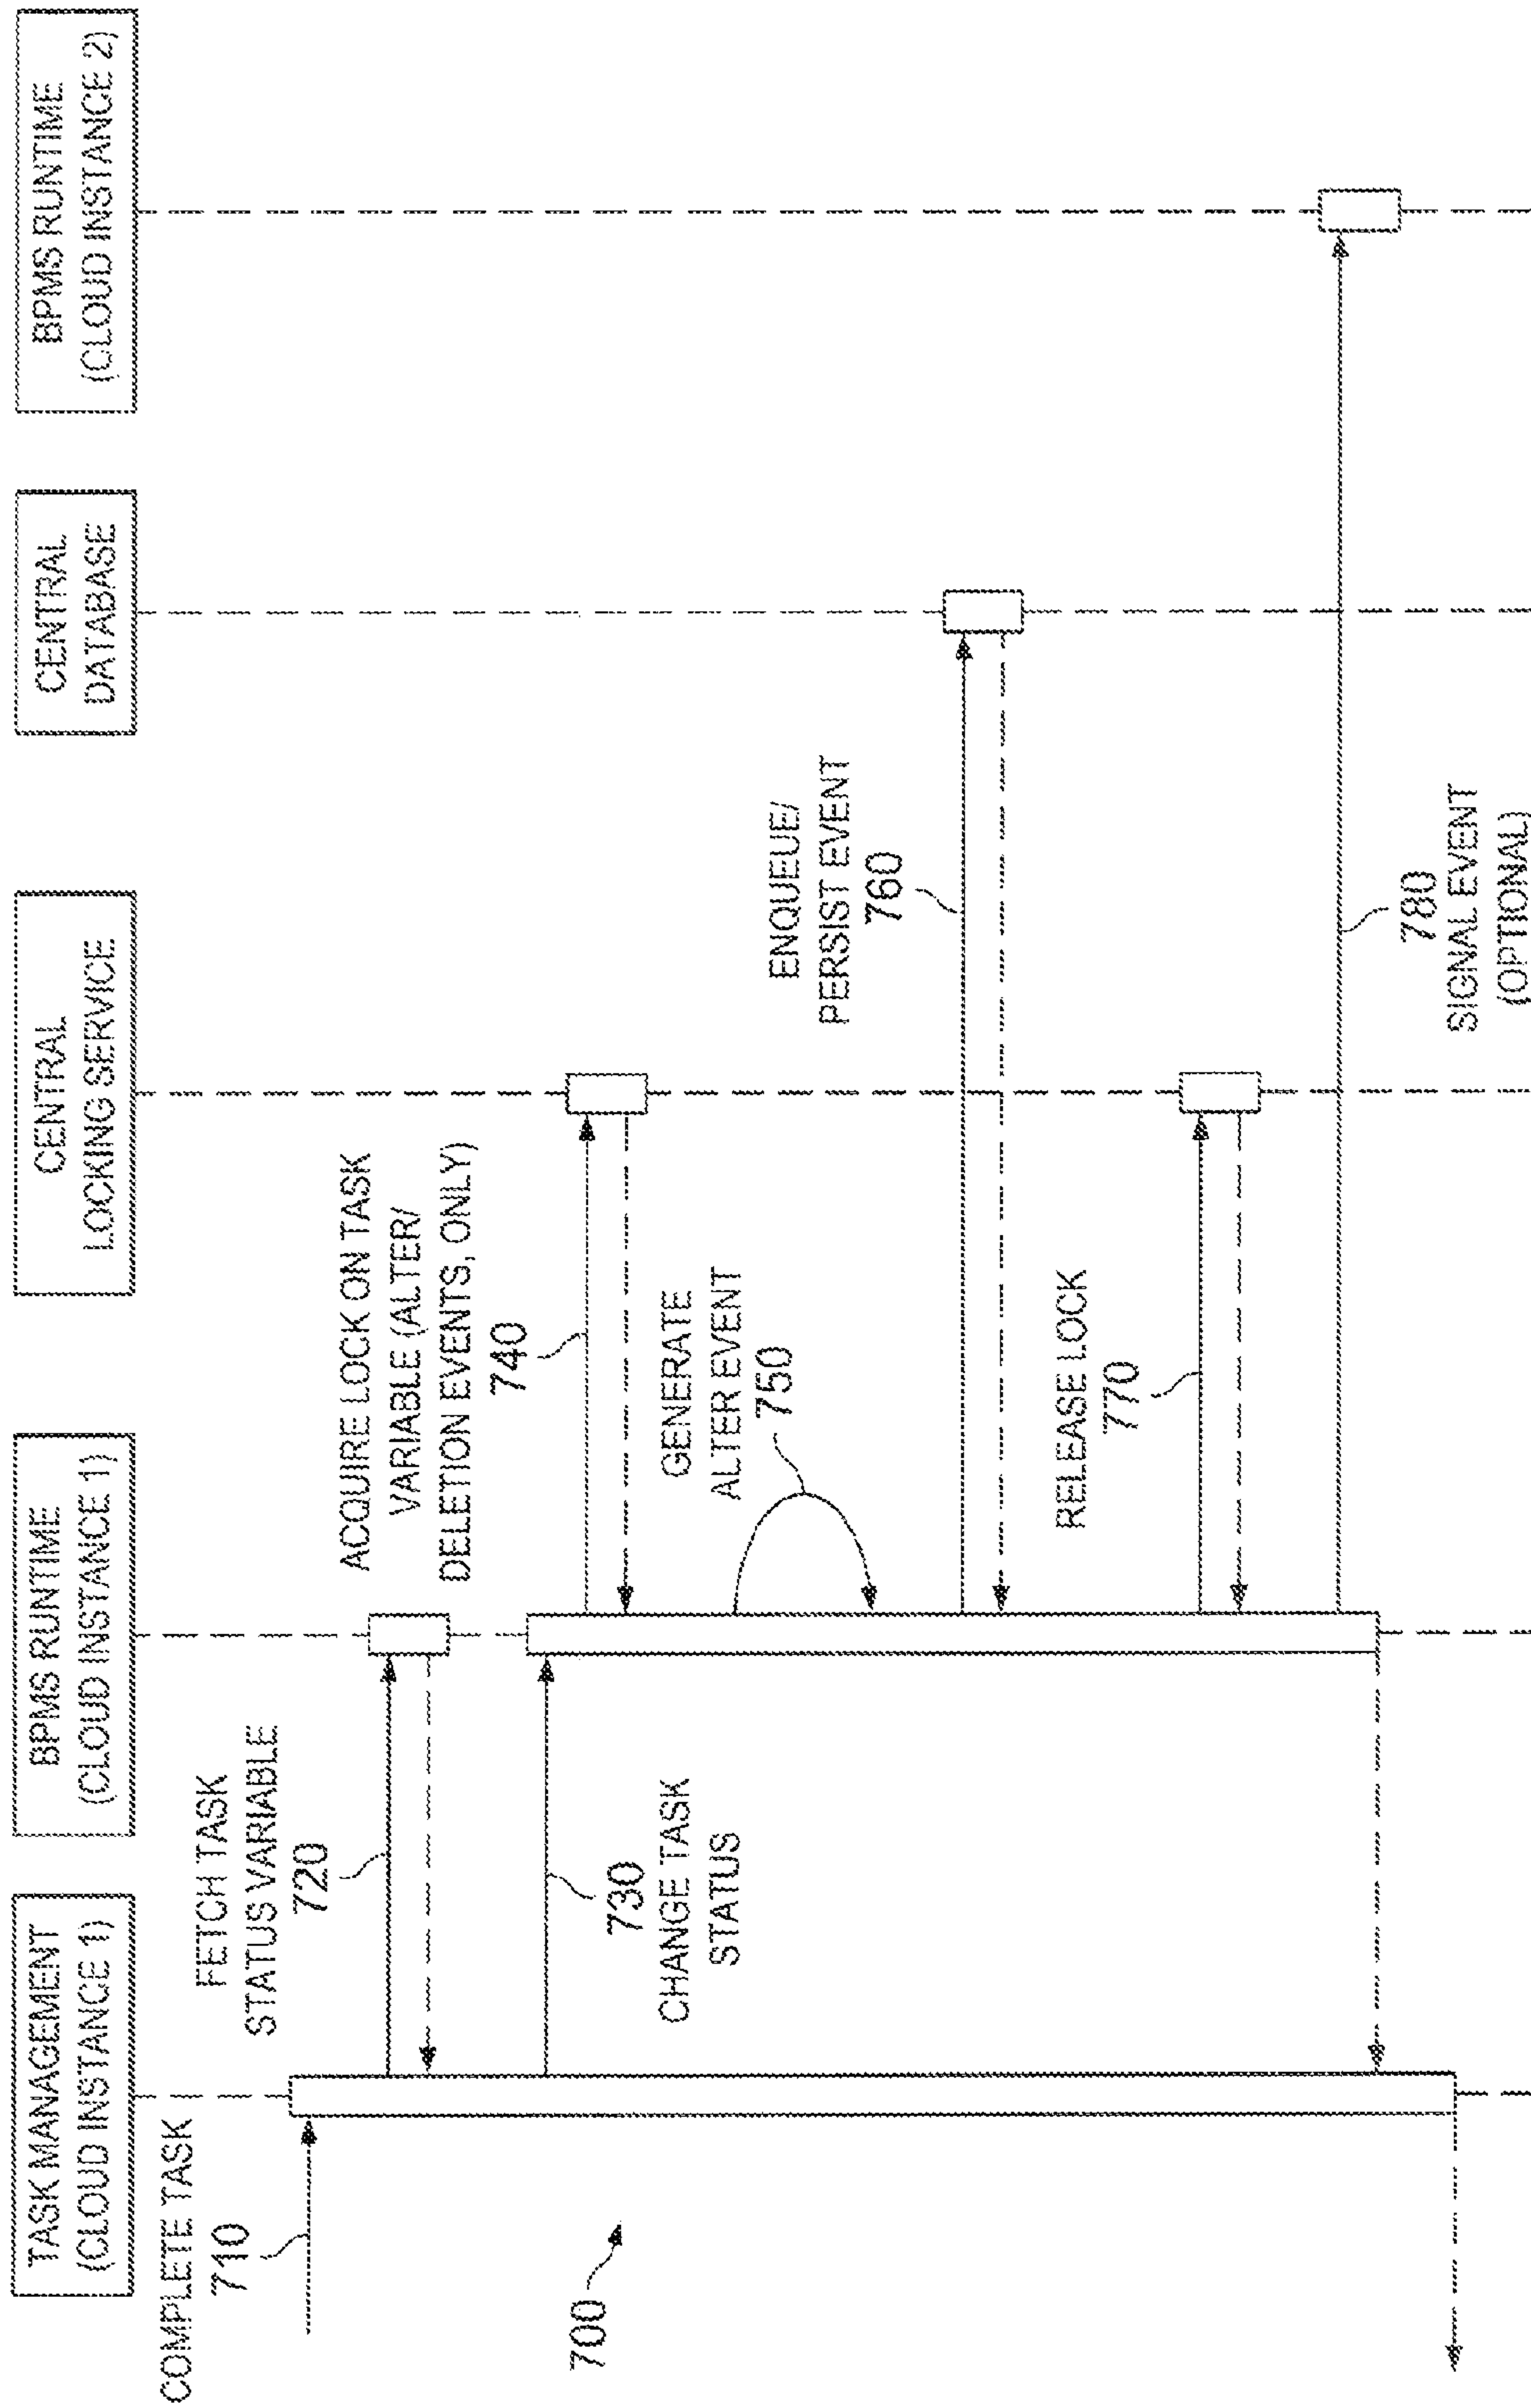 TASK MANAGEMENT
(CLOUD INSTANCE 1)
BPMS RUNTIME
(CLOUD INSTANCE 1)
CENTRAL
LOCKING SERVICE
CENTRAL
DATABASE
BPMS RUNTIME
(CLOUD INSTANCE 2)
COMPLETE TASK
710
FETCH TASK
STATUS VARIABLE
720
730
CHANGE TASK
STATUS
ACQUIRE LOCK ON TASK
VARIABLE (ALTER/
DELETION EVENTS, ONLY)
740
GENERATE
ALTER EVENT
750
ENQUEUE/
PERSIST EVENT
760
RELEASE LOCK
770
780
SIGNAL EVENT
(OPTIONAL)
700